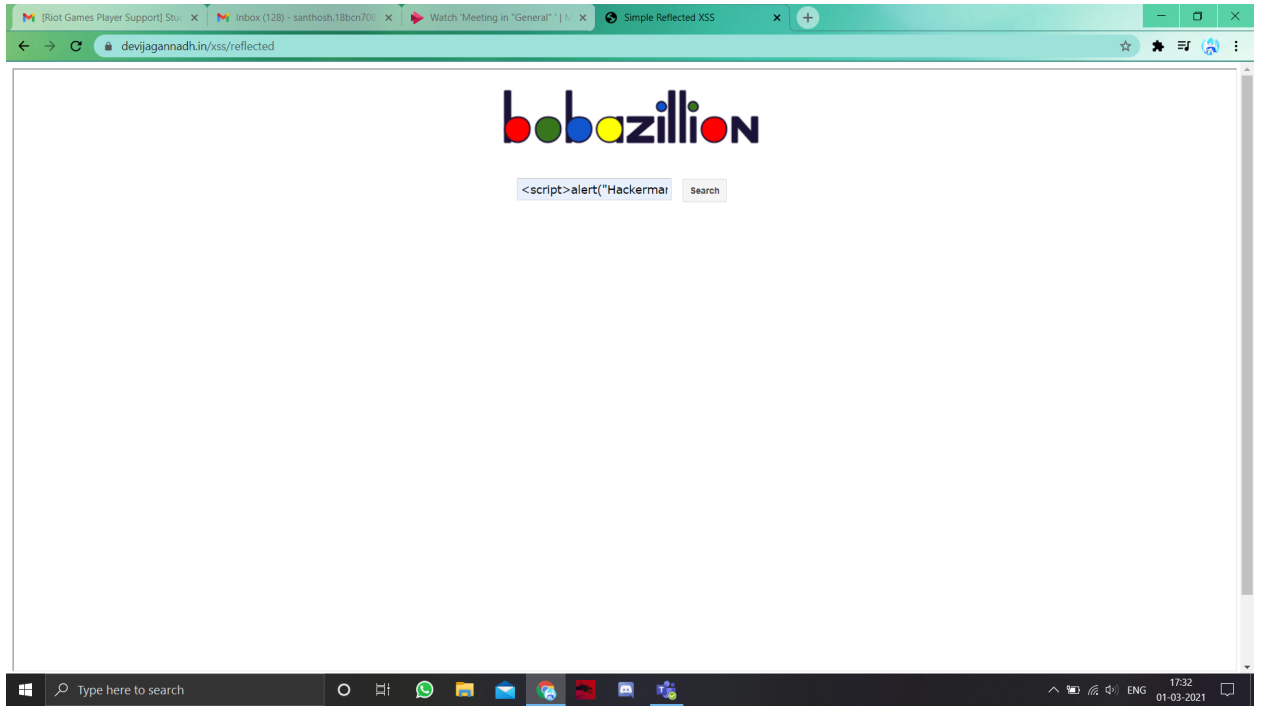 [Riot Games Player Support] Stu
Inbox (128) - santhosh.18bcn70
Watch 'Meeting in "General" ' |
Simple Reflected XSS
devijagannadh.in/xss/reflected
bobazillion
<script>alert("Hackerman
Search
Type here to search
ENG
17:32
01-03-2021